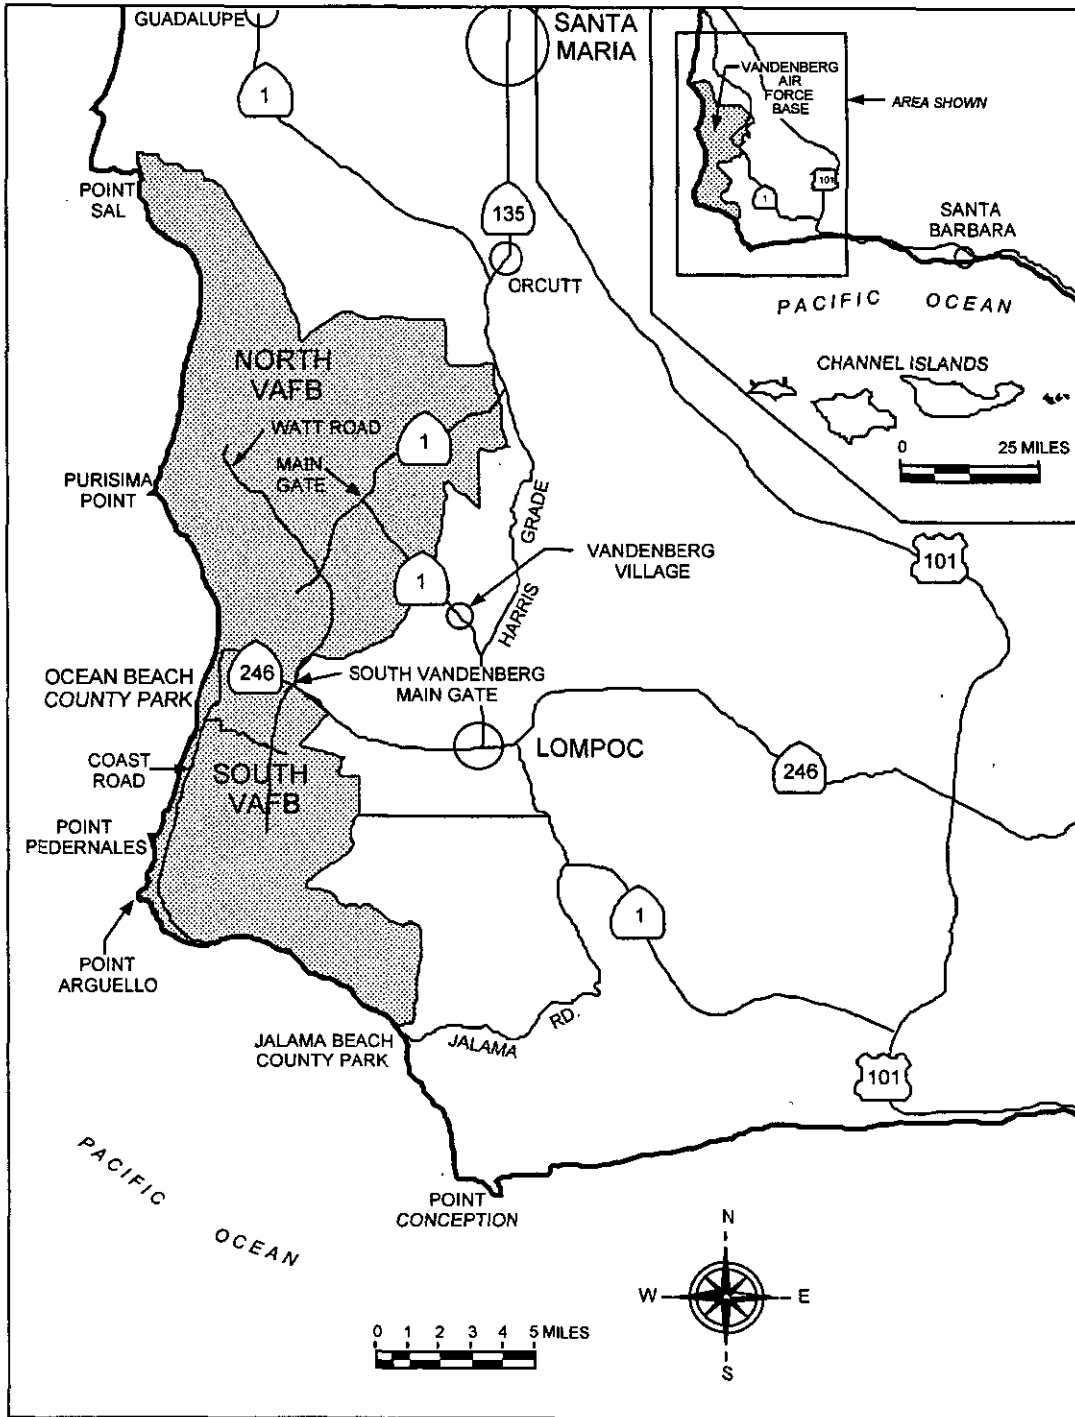 GUADALUPE
SANTA
MARIA
1
VANDENBERG
AIR
FORCE
BASE
AREA SHOWN
101
1
SANTA
BARBARA
PACIFIC OCEAN
CHANNEL ISLANDS
0 25 MILES
POINT
SAL
135
ORCUTT
NORTH
VAFB
WATT ROAD
1
MAIN
GATE
PURISIMA
POINT
HARRIS GRADE
101
VANDENBERG
VILLAGE
1
OCEAN BEACH
COUNTY PARK
246
SOUTH VANDENBERG
MAIN GATE
LOMPOC
COAST
ROAD
SOUTH
VAFB
246
POINT
PEDERNALES
1
POINT
ARGUELLO
JALAMA BEACH
COUNTY PARK
JALAMA RD.
101
PACIFIC OCEAN
POINT
CONCEPTION
N
W E
S
0 1 2 3 4 5 MILES